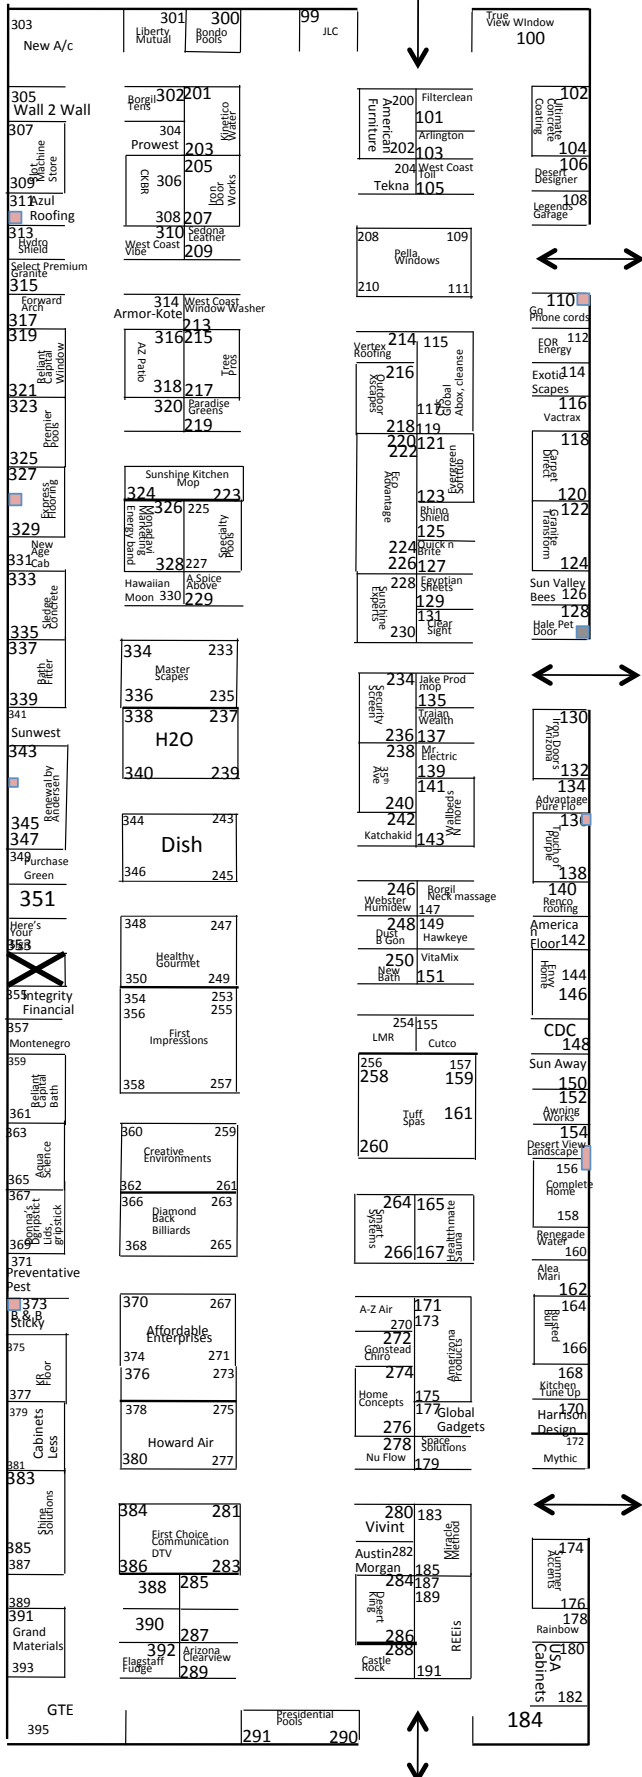 303
New A/c
301
Liberty
Mutual
300
Rondo
Pools
99
JLC
True
View WIndow
100
305
Wall 2 Wall
307
Machine
Store
309
311
Azul
Roofing
313
Hydro
Shield
Select Premium
Granite
315
Forward
Arch
317
319
Reliant
Capital
Window
321
323
Premier
Pools
325
327
Express
Flooring
329
New
Age
331
Cab
333
Sledge
Concrete
335
337
Bath
Fitter
339
341
Sunwest
343
Renewal by
Andersen
345
347
349
Purchase
Green
351
Here's
Your
353
355
Integrity
Financial
357
Montenegro
359
Reliant
Capital
Bath
361
363
Aqua
Science
365
367
Donna's
Dgripstict
Lids,
gripstick
369
371
Preventative
Pest
373
B & B
Sticky
375
KR
Floor
377
379
Cabinets
Less
381
383
Shine
Solutions
385
387
389
391
Grand
Materials
393
GTE
395
Borgil
Tens
302
201
Kinetico
Water
304
Prowest
203
CKBR
306
205
Iron
Door
Works
308
207
310
West Coast
Vibe
Sedona
Leather
209
314
Armor-Kote
West Coast
Window Washer
213
316
AZ Patio
318
215
Tree
Pros
217
320
Paradise
Greens
219
Sunshine Kitchen
Mop
324
223
326
Monadavi
Marketing
Energy band
328
225
Specialty
Pools
227
Hawaiian
Moon
330
A Spice
Above
229
334
233
Master
Scapes
336
235
338
237
H2O
340
239
344
243
Dish
346
245
348
247
Healthy
Gourmet
350
249
354
253
356
255
First
Impressions
358
257
360
259
Creative
Environments
362
261
366
263
Diamond
Back
Billiards
368
265
370
267
Affordable
Enterprises
374
271
376
273
378
275
Howard Air
380
277
384
281
First Choice
Communication
DTV
386
283
388
285
390
287
392
Flagstaff
Fudge
Arizona
Clearview
289
Presidential
Pools
291
290
200
American
Furniture
202
Filterclean
101
Arlington
103
204
Tekna
West Coast
Toil
105
208
109
Pella
Windows
210
111
214
Vertex
Roofing
115
216
Outdoor
Xscapes
218
Global
Abox, cleanse
117
119
220
222
Eco
Advantage
224
226
121
Evergreen
Softtub
123
Rhino
Shield
125
Quick n
Brite
127
228
Sunshine
Experts
230
Egyptian
Sheets
129
131
Clear
Sight
234
Security
Screen
236
Jake Prod
mop
135
Trajan
Wealth
137
238
35th
Ave
240
Mr.
Electric
139
141
Wallbeds
N more
143
242
Katchakid
246
Webster
Humidew
Borgil
Neck massage
147
248
Dust
B Gon
149
Hawkeye
250
New
Bath
VitaMix
151
254
LMR
155
Cutco
256
157
258
159
Tuff
Spas
161
260
264
Smart
Systems
266
165
Healthmate
Sauna
167
A-Z Air
270
171
173
Amerizona
Products
175
272
Gonstead
Chiro
274
Home
Concepts
276
177
Global
Gadgets
278
Nu Flow
Space
Solutions
179
280
Vivint
183
Miracle
Method
185
Austin
282
Morgan
284
Desert
King
286
187
189
REEis
191
288
Castle
Rock
102
Ultimate
Concrete
Coating
104
106
Desert
Designer
108
Legends
Garage
110
Gq
Phone cords
112
EOR
Energy
114
Exotic
Scapes
116
Vactrax
118
Carpet
Direct
120
122
Granite
Transform
124
Sun Valley
Bees
126
128
Hale Pet
Door
130
Iron Doors
Arizona
132
134
Advantage
Pure Flo
136
Touch of
Purple
138
140
Renco
roofing
America
n
Floor
142
Envy
Home
144
146
CDC
148
Sun Away
150
152
Awning
Works
154
Desert View
Landscape
156
Complete
Home
158
Renegade
Water
160
Alea
Mari
162
164
Busted
Bull
166
168
Kitchen
Tune Up
170
Harrison
Design
172
Mythic
174
Summer
Accents
176
178
Rainbow
180
USA
Cabinets
182
184